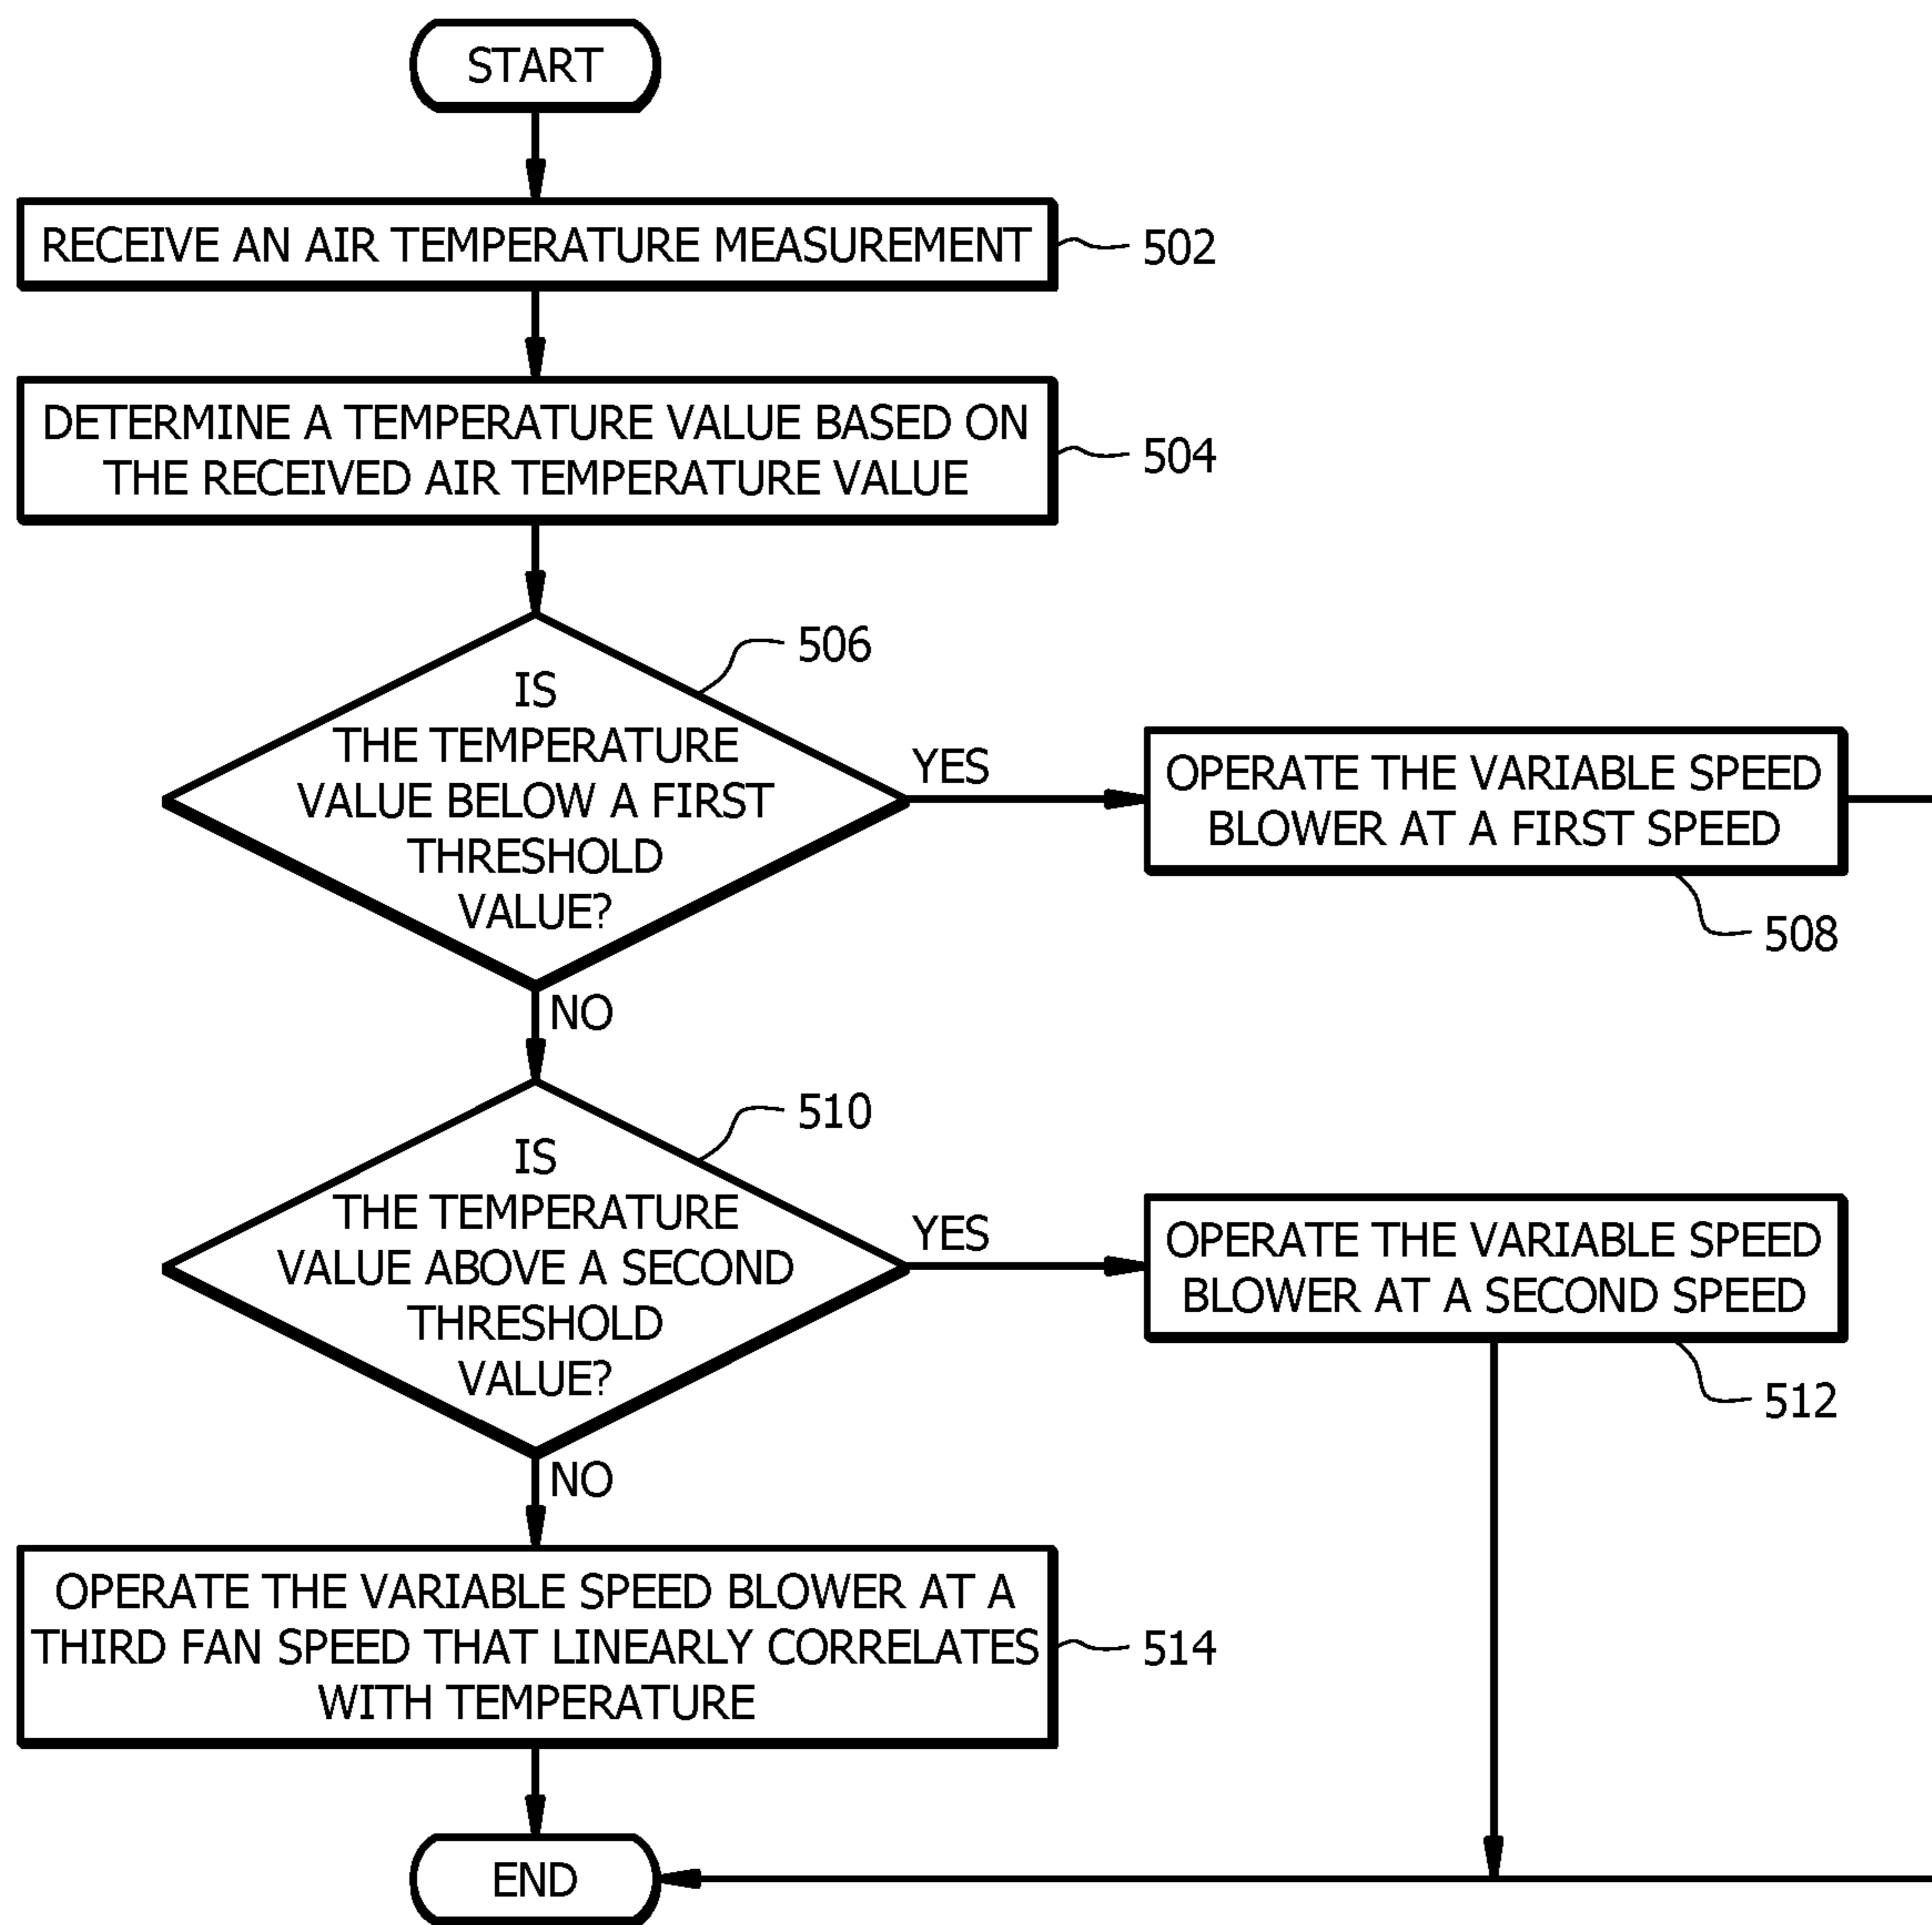 START
RECEIVE AN AIR TEMPERATURE MEASUREMENT
502
DETERMINE A TEMPERATURE VALUE BASED ON
THE RECEIVED AIR TEMPERATURE VALUE
504
506
IS
THE TEMPERATURE
VALUE BELOW A FIRST
THRESHOLD
VALUE?
YES
OPERATE THE VARIABLE SPEED
BLOWER AT A FIRST SPEED
508
NO
510
IS
THE TEMPERATURE
VALUE ABOVE A SECOND
THRESHOLD
VALUE?
YES
OPERATE THE VARIABLE SPEED
BLOWER AT A SECOND SPEED
512
NO
OPERATE THE VARIABLE SPEED BLOWER AT A
THIRD FAN SPEED THAT LINEARLY CORRELATES
WITH TEMPERATURE
514
END